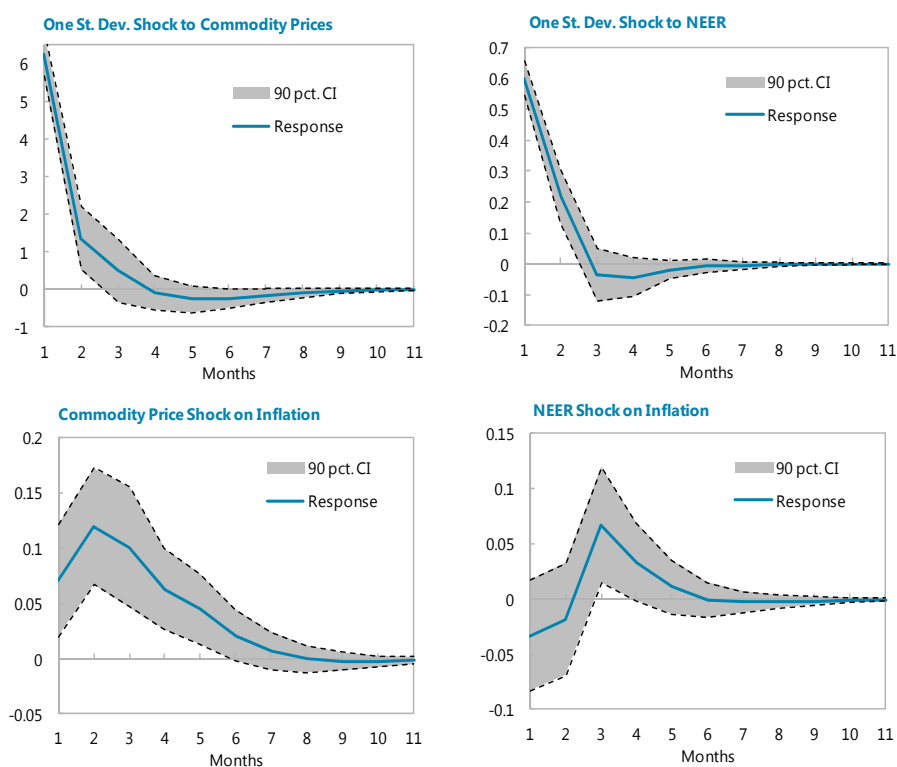 One St. Dev. Shock to Commodity Prices
6
5
4
3
2
1
0
-1
90 pct. CI
Response
1 2 3 4 5 6 7 8 9 10 11
Months
One St. Dev. Shock to NEER
0.7
0.6
0.5
0.4
0.3
0.2
0.1
0
-0.1
-0.2
90 pct. CI
Response
1 2 3 4 5 6 7 8 9 10 11
Months
Commodity Price Shock on Inflation
0.2
0.15
0.1
0.05
0
-0.05
90 pct. CI
Response
1 2 3 4 5 6 7 8 9 10 11
Months
NEER Shock on Inflation
0.15
0.1
0.05
0
-0.05
-0.1
90 pct. CI
Response
1 2 3 4 5 6 7 8 9 10 11
Months